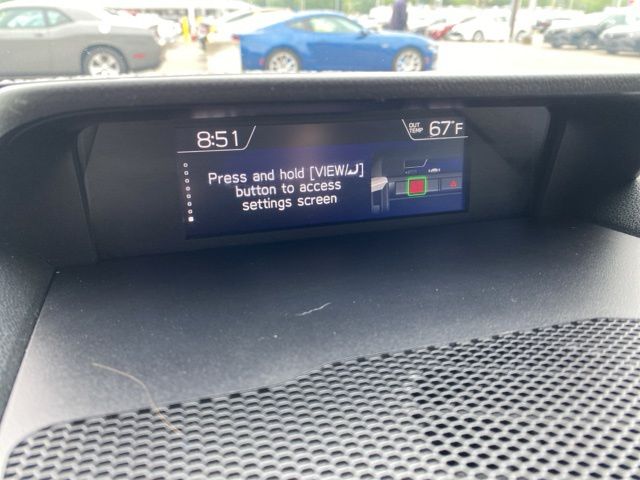 8:51
OUT TEMP 67°F
Press and hold [VIEW/↵]
button to access
settings screen